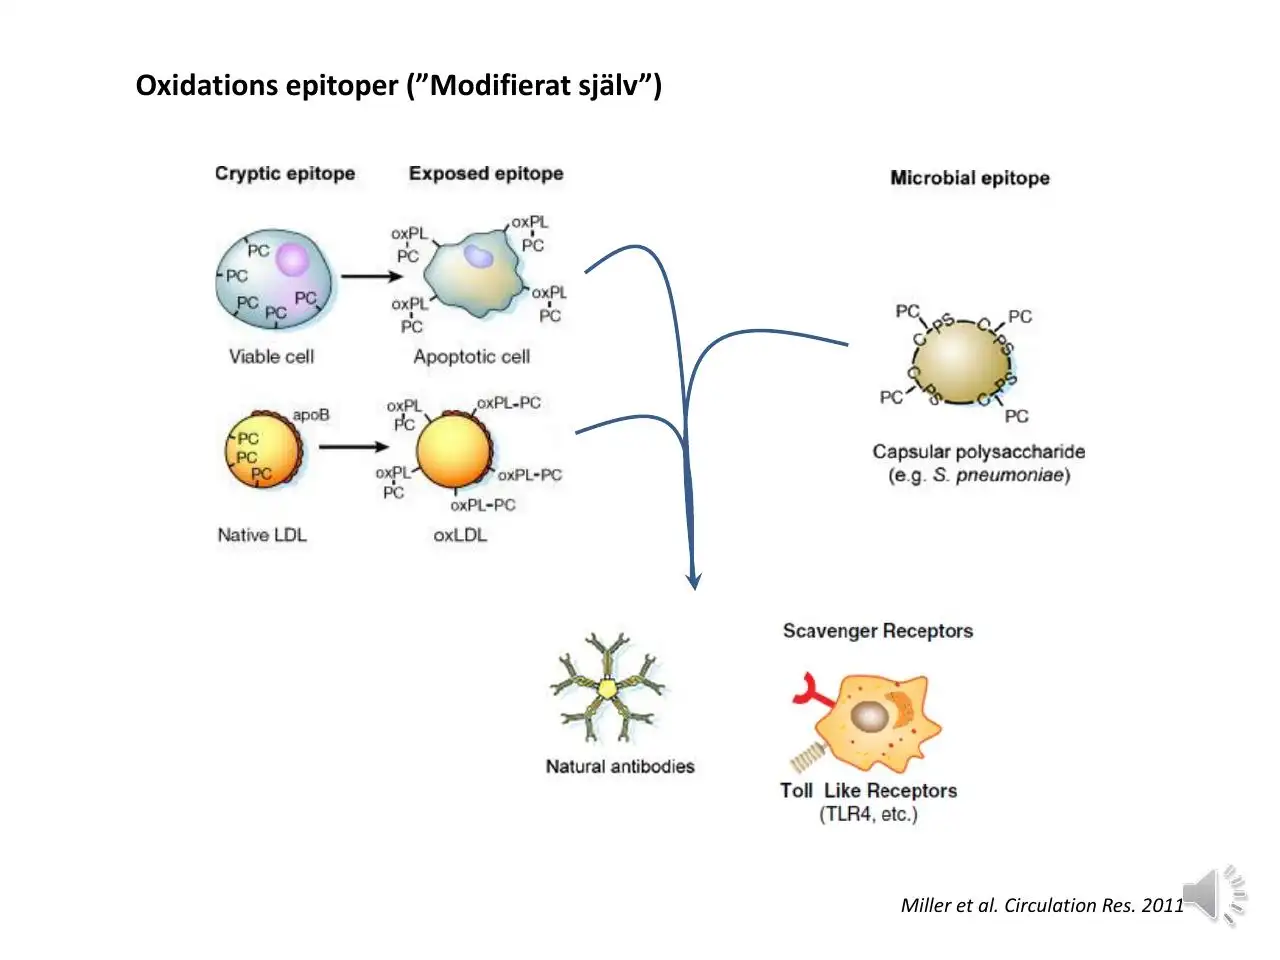 Oxidations epitoper (”Modifierat själv”)
Cryptic epitope
Exposed epitope
Microbial epitope
PC
PC
PC
PC
PC
Viable cell
oxPL
PC
oxPL
PC
oxPL
PC
oxPL
PC
Apoptotic cell
PC
PC
PC
PC
C
PS
C
PS
C
PS
C
PS
Capsular polysaccharide
(e.g. S. pneumoniae)
apoB
PC
PC
PC
Native LDL
oxPL
PC
oxPL-PC
oxPL
PC
oxPL-PC
oxPL-PC
oxLDL
Natural antibodies
Scavenger Receptors
Toll Like Receptors
(TLR4, etc.)
Miller et al. Circulation Res. 2011